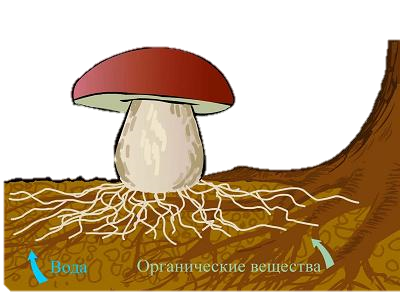 Вода
Органические вещества